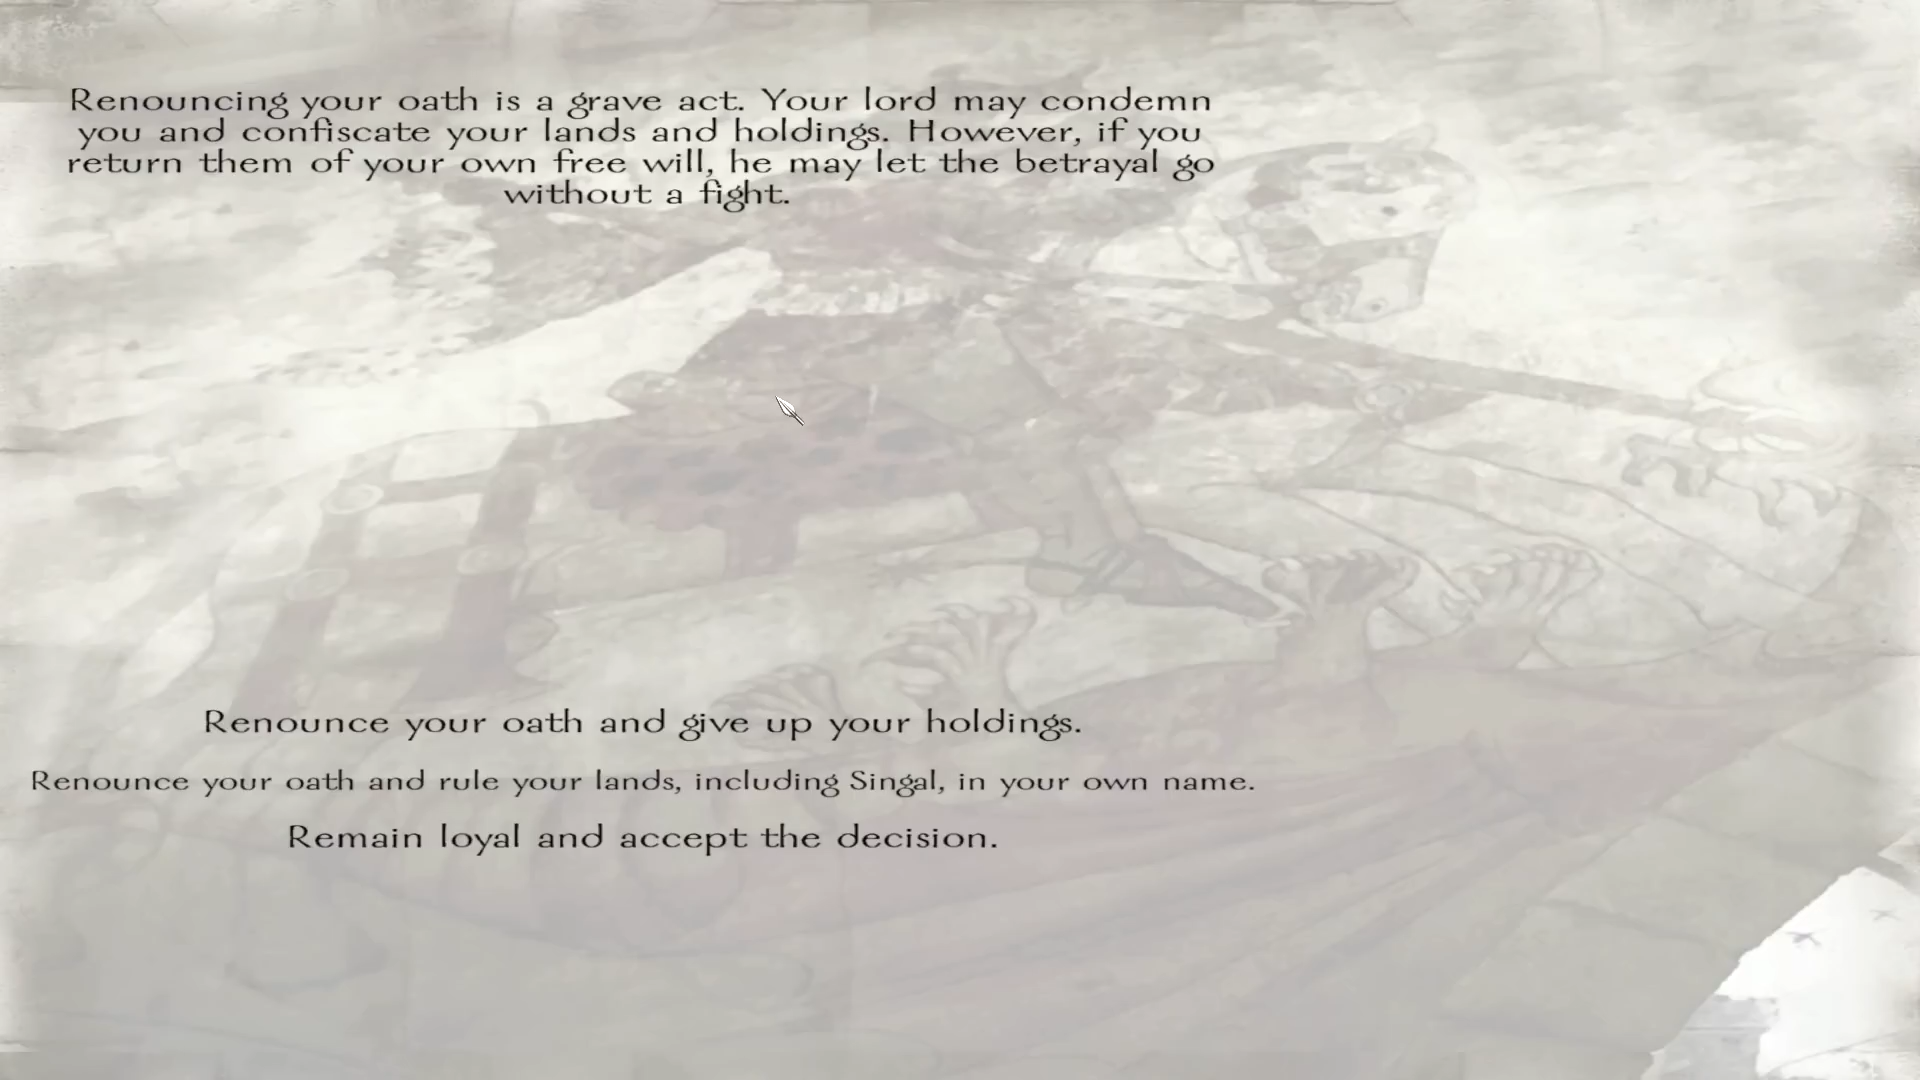 Renouncing your oath is a grave act. Your lord may condemn
you and confiscate your lands and holdings. However, if you
return them of your own free will, he may let the betrayal go
without a fight.
Renounce your oath and give up your holdings.
Renounce your oath and rule your lands, including Singal, in your own name.
Remain loyal and accept the decision.